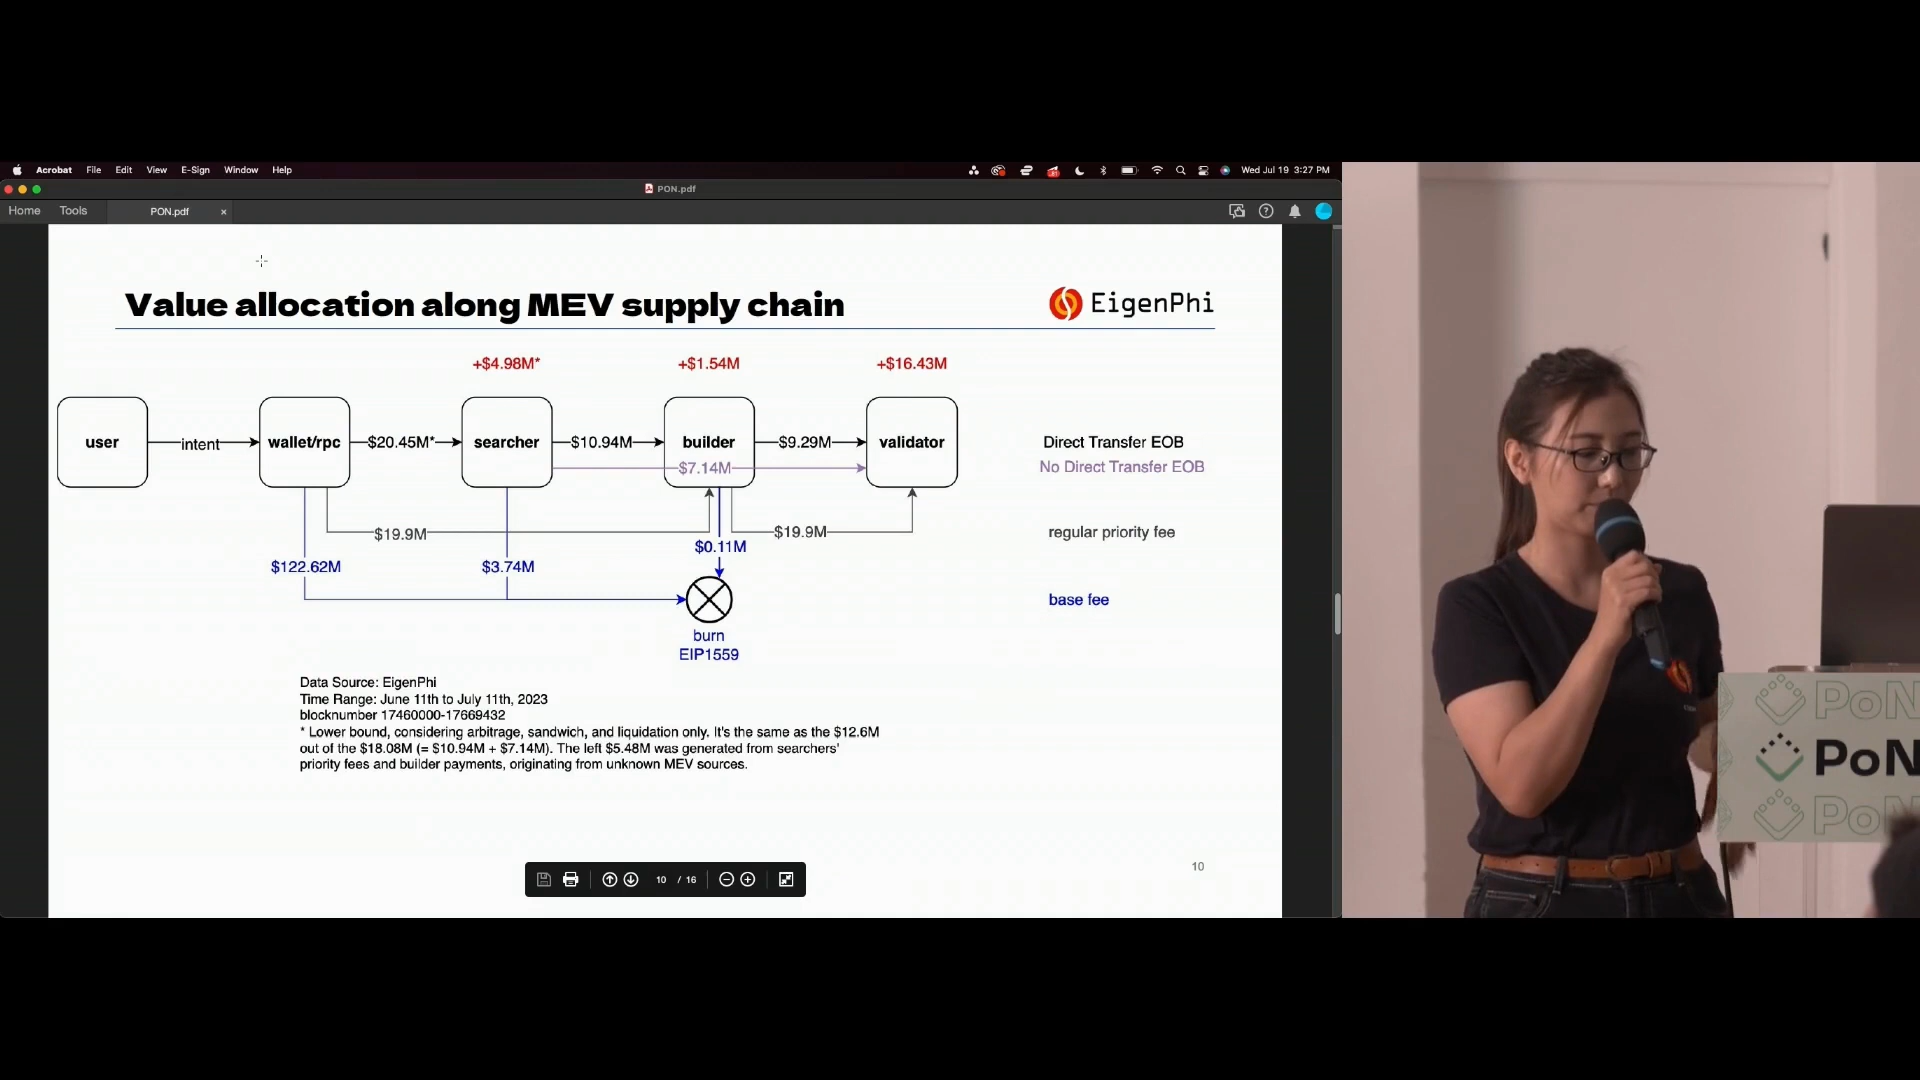 Acrobat File Edit View E-Sign Window Help
Wed Jul 19 3:27 PM
PON.pdf
Home Tools PON.pdf ×
Value allocation along MEV supply chain
EigenPhi
+$4.98M* +$1.54M +$16.43M
user intent wallet/rpc $20.45M* searcher $10.94M builder $9.29M validator
Direct Transfer EOB
$7.14M
No Direct Transfer EOB
$19.9M $19.9M
regular priority fee
$0.11M
$122.62M $3.74M
base fee
burn
EIP1559
Data Source: EigenPhi
Time Range: June 11th to July 11th, 2023
blocknumber 17460000-17669432
* Lower bound, considering arbitrage, sandwich, and liquidation only. It's the same as the $12.6M
out of the $18.08M (= $10.94M + $7.14M). The left $5.48M was generated from searchers'
priority fees and builder payments, originating from unknown MEV sources.
10
10 / 16
PoN
PoN
Po